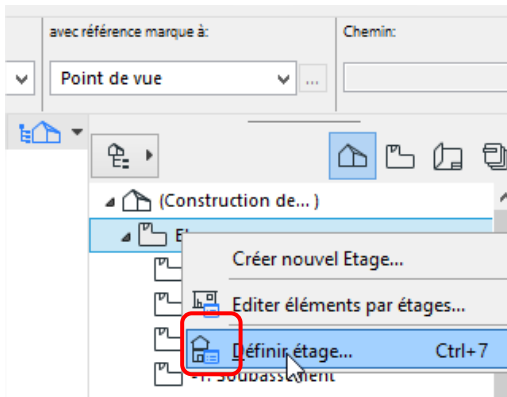 avec référence marque à:
Chemin:
Point de vue
...
(Construction de... )
Créer nouvel Etage...
Editer éléments par étages...
Définir étage... Ctrl+7
-1. Soubassement